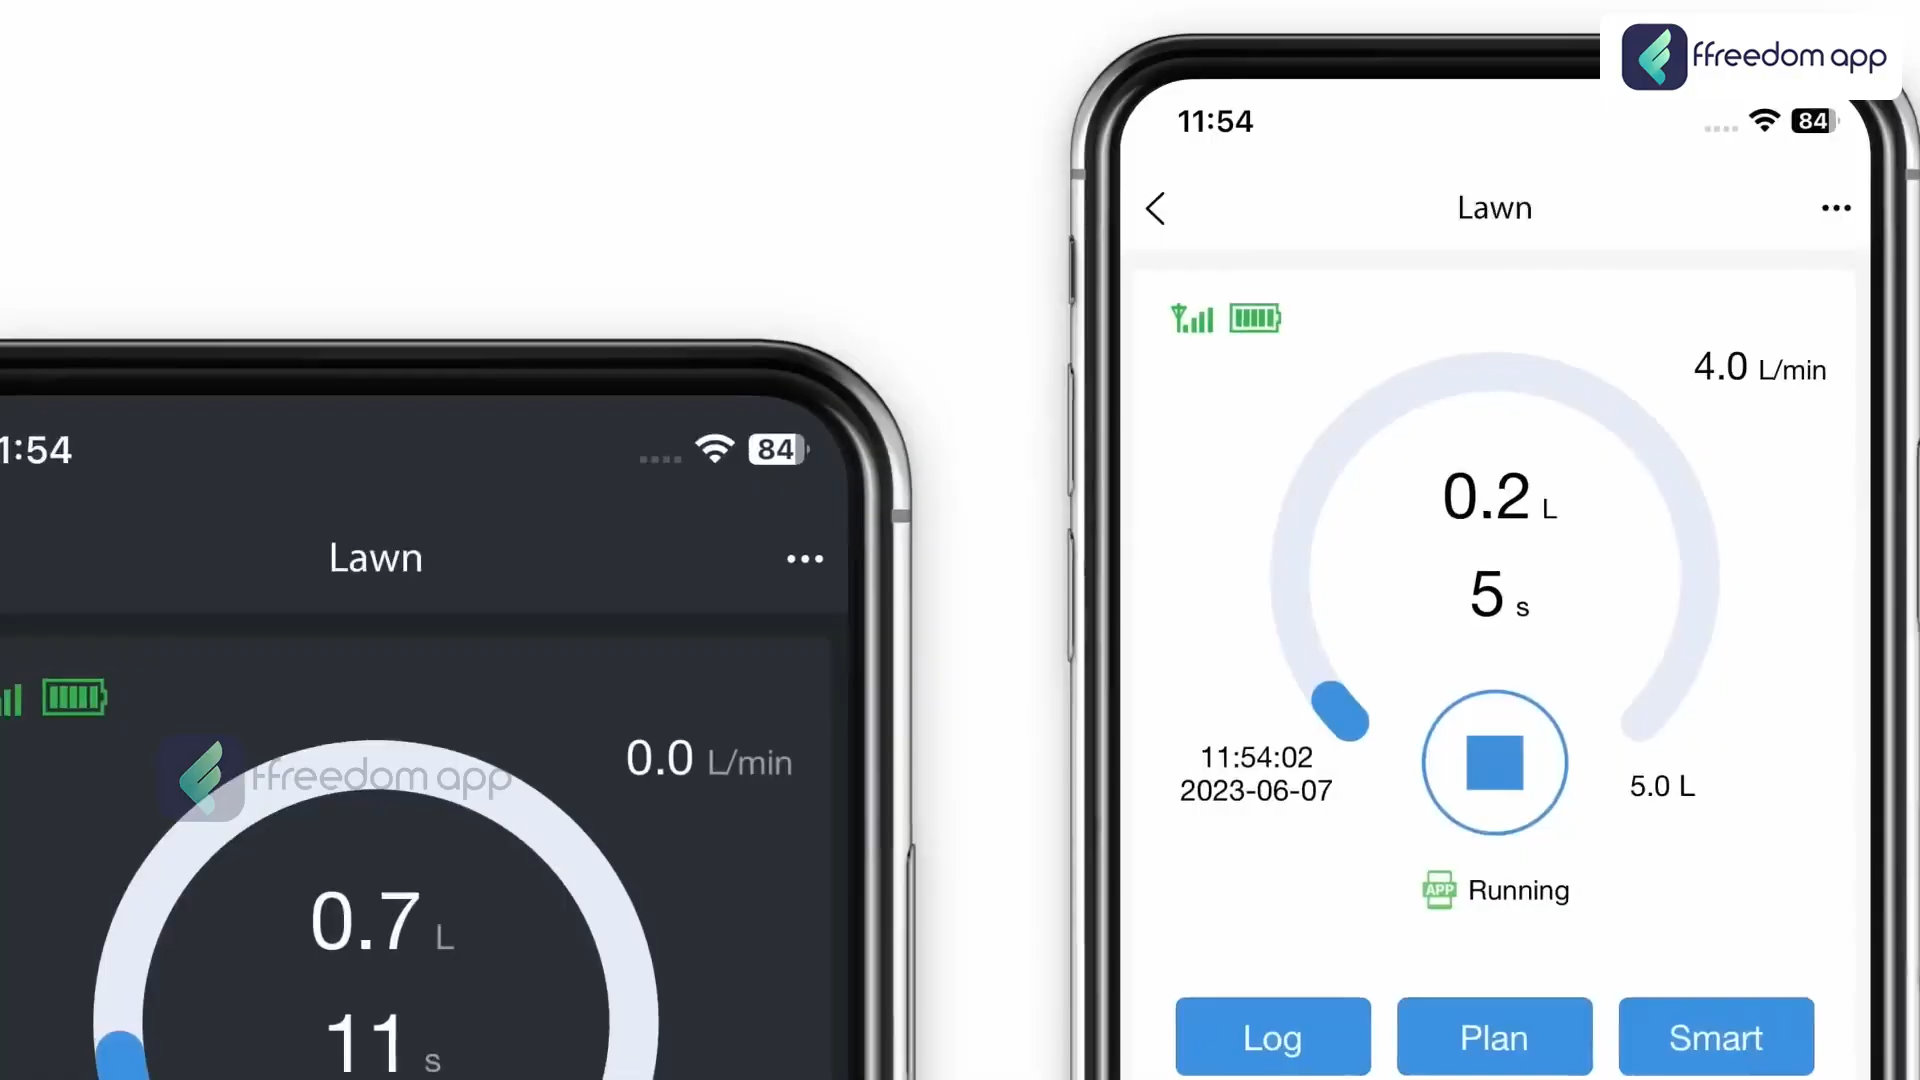 ffreedom app
11:54
84
Lawn
4.0 L/min
0.2 L
5 s
11:54:02
2023-06-07
5.0 L
APP Running
Log
Plan
Smart
1:54
84
Lawn
0.0 L/min
ffreedom app
0.7 L
11 s